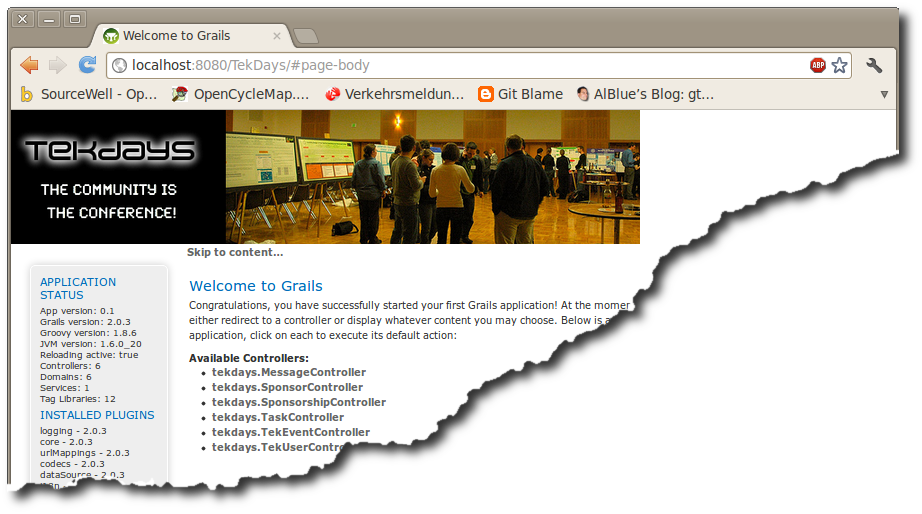 Welcome to Grails
localhost:8080/TekDays/#page-body
ABP
SourceWell - Op... OpenCycleMap.... Verkehrsmeldun... Git Blame AlBlue's Blog: gt...
TEKDAYS
THE COMMUNITY IS
THE CONFERENCE!
Skip to content...
APPLICATION
STATUS
App version: 0.1
Grails version: 2.0.3
Groovy version: 1.8.6
JVM version: 1.6.0_20
Reloading active: true
Controllers: 6
Domains: 6
Services: 1
Tag Libraries: 12
INSTALLED PLUGINS
logging - 2.0.3
core - 2.0.3
urlMappings - 2.0.3
codecs - 2.0.3
dataSource - 2.0.3
Welcome to Grails
Congratulations, you have successfully started your first Grails application! At the
either redirect to a controller or display whatever content you may choose. Below is
application, click on each to execute its default action:
Available Controllers:
tekdays.MessageController
tekdays.SponsorController
tekdays.SponsorshipController
tekdays.TaskController
tekdays.TekEventController